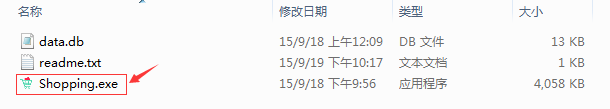 名称 修改日期 类型 大小
data.db 15/9/18 上午12:09 DB 文件 13 KB
readme.txt 15/9/19 下午10:17 文本文档 1 KB
Shopping.exe 15/9/18 下午9:56 应用程序 4,058 KB